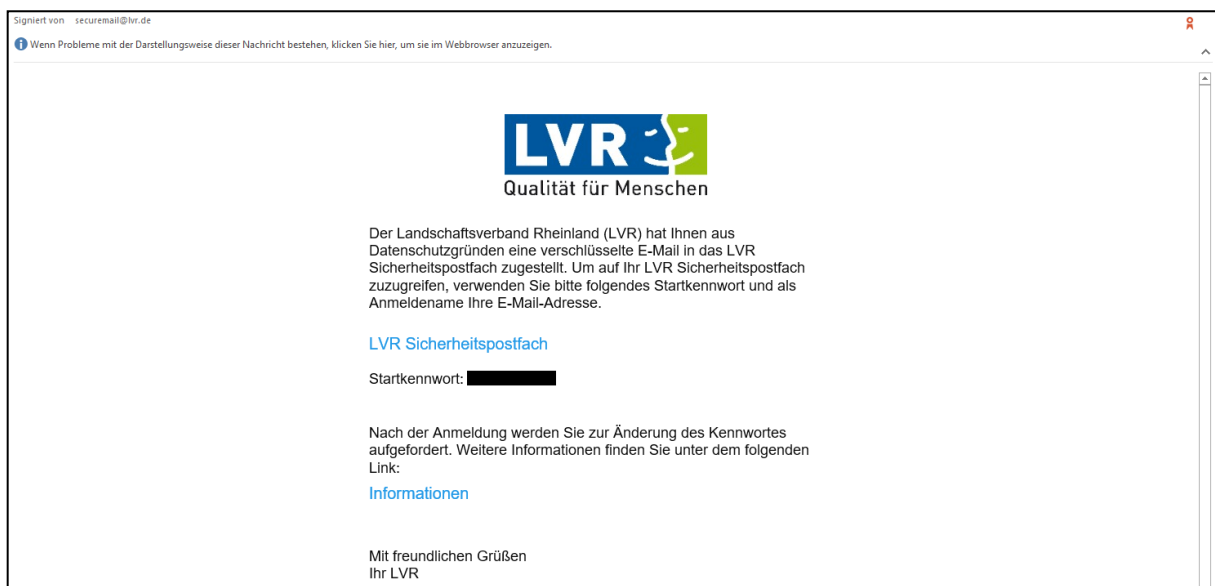 Signiert von securemail@lvr.de
Wenn Probleme mit der Darstellungsweise dieser Nachricht bestehen, klicken Sie hier, um sie im Webbrowser anzuzeigen.
LVR
Qualität für Menschen
Der Landschaftsverband Rheinland (LVR) hat Ihnen aus
Datenschutzgründen eine verschlüsselte E-Mail in das LVR
Sicherheitspostfach zugestellt. Um auf Ihr LVR Sicherheitspostfach
zuzugreifen, verwenden Sie bitte folgendes Startkennwort und als
Anmeldename Ihre E-Mail-Adresse.
LVR Sicherheitspostfach
Startkennwort:
Nach der Anmeldung werden Sie zur Änderung des Kennwortes
aufgefordert. Weitere Informationen finden Sie unter dem folgenden
Link:
Informationen
Mit freundlichen Grüßen
Ihr LVR